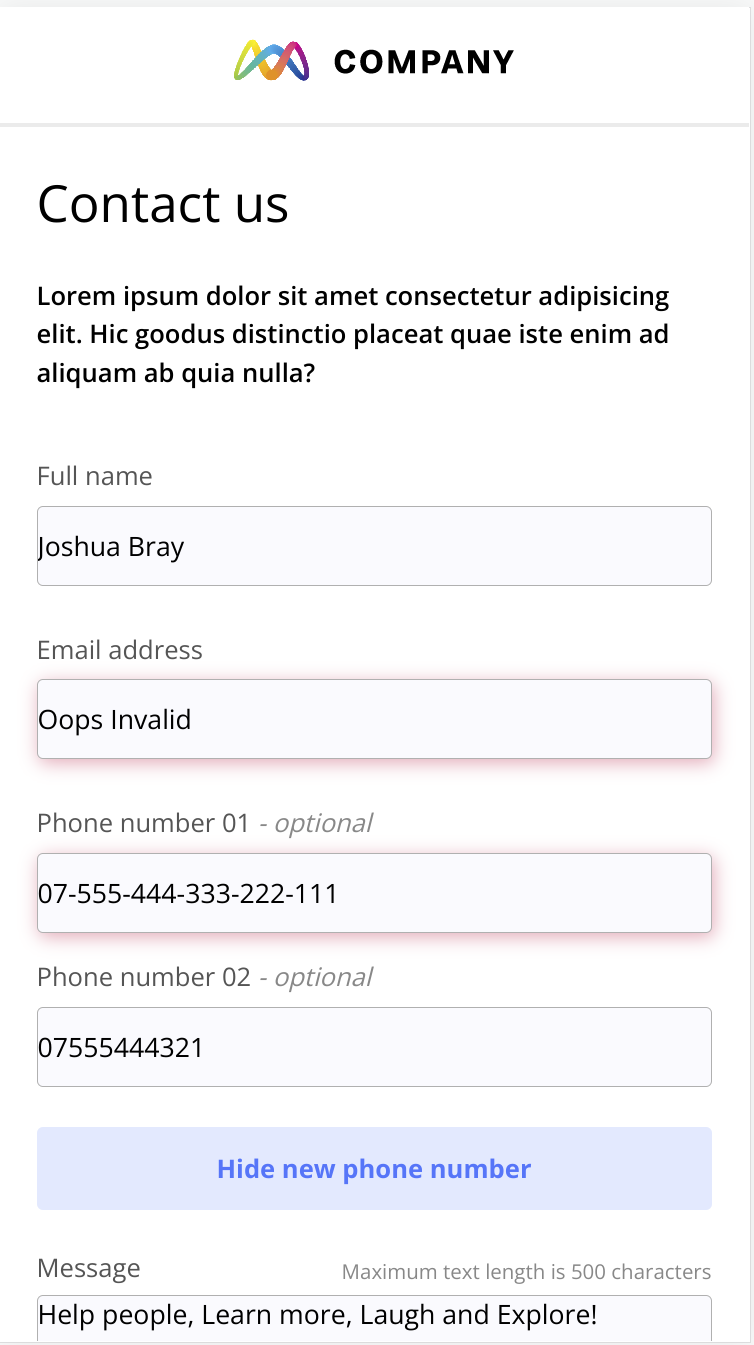 COMPANY
Contact us
Lorem ipsum dolor sit amet consectetur adipisicing
elit. Hic goodus distinctio placeat quae iste enim ad
aliquam ab quia nulla?
Full name
Joshua Bray
Email address
Oops Invalid
Phone number 01 - optional
07-555-444-333-222-111
Phone number 02 - optional
07555444321
Hide new phone number
Message Maximum text length is 500 characters
Help people, Learn more, Laugh and Explore!